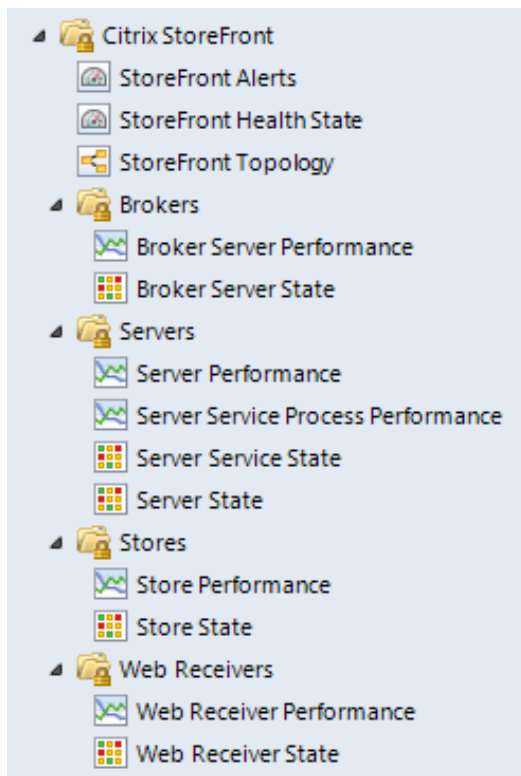 Citrix StoreFront
StoreFront Alerts
StoreFront Health State
StoreFront Topology
Brokers
Broker Server Performance
Broker Server State
Servers
Server Performance
Server Service Process Performance
Server Service State
Server State
Stores
Store Performance
Store State
Web Receivers
Web Receiver Performance
Web Receiver State